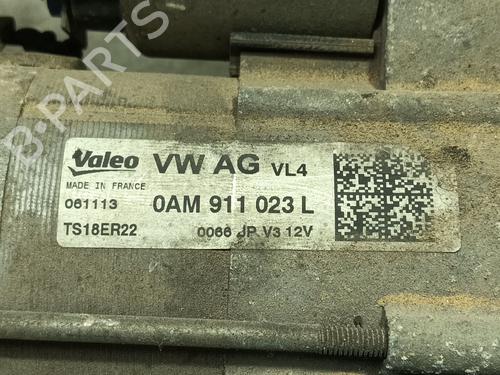 B-PARTS
Valeo VW AG VL4
MADE IN FRANCE
061113 0AM 911 023 L
TS18ER22 0066 JP V3 12V